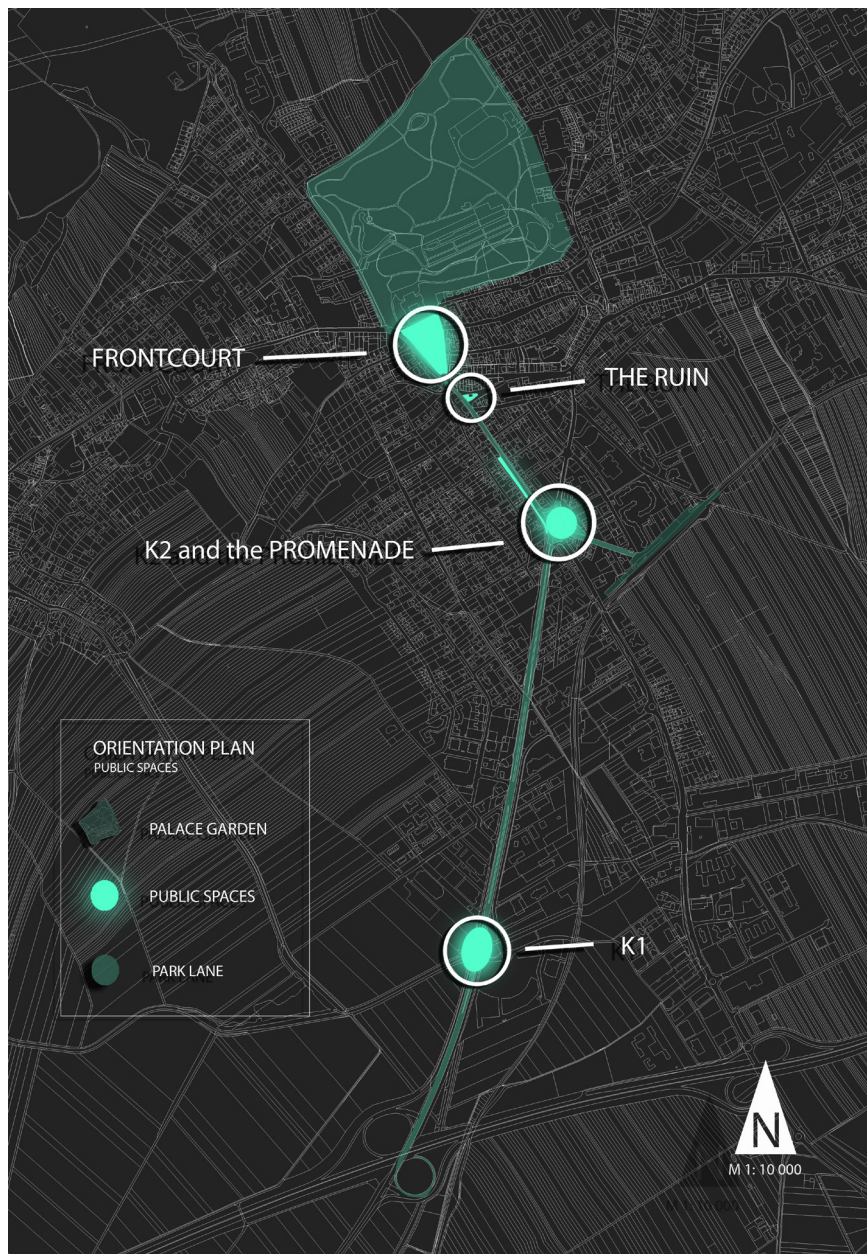 FRONTCOURT
THE RUIN
K2 and the PROMENADE
ORIENTATION PLAN
PUBLIC SPACES
PALACE GARDEN
PUBLIC SPACES
PARK LANE
K1
N
M 1: 10 000